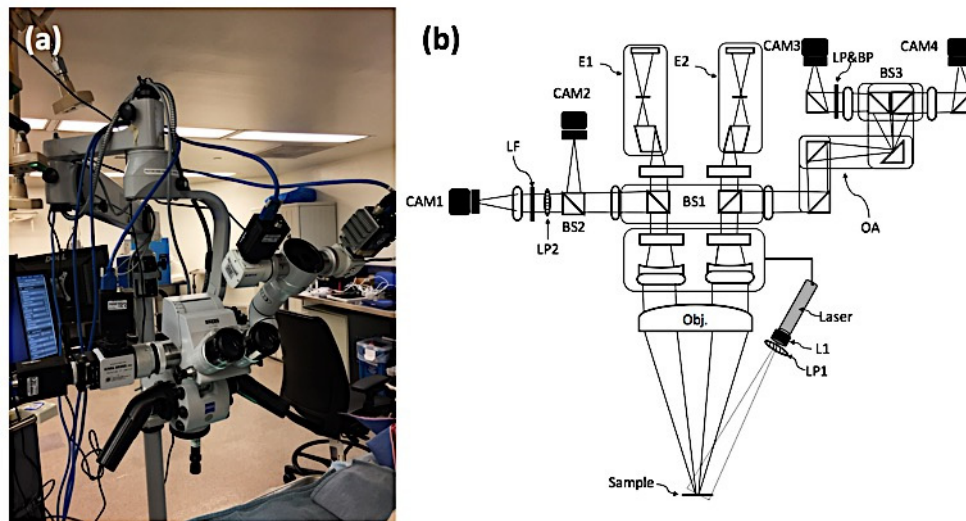 (a)
(b)
CAM3
CAM4
LP&BP
BS3
E1
E2
CAM2
LF
CAM1
BS1
BS2
LP2
OA
Obj.
Laser
L1
LP1
Sample